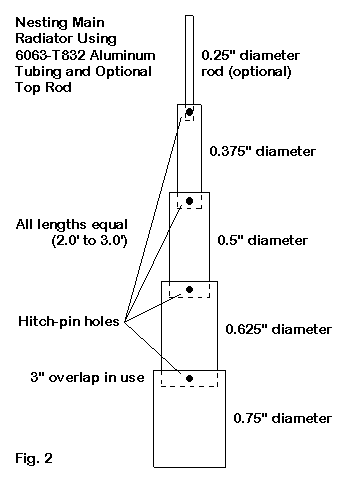 Nesting Main
Radiator Using
6063-T832 Aluminum
Tubing and Optional
Top Rod
0.25" diameter
rod (optional)
0.375" diameter
All lengths equal
(2.0' to 3.0')
0.5" diameter
Hitch-pin holes
0.625" diameter
3" overlap in use
0.75" diameter
Fig. 2